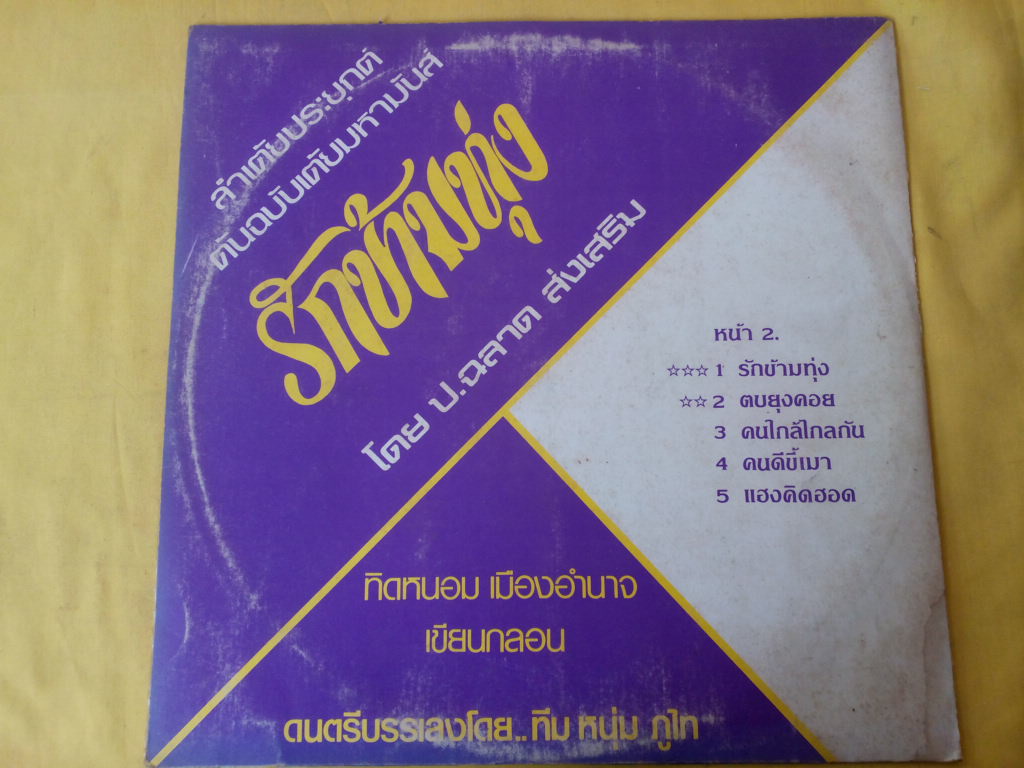 ลำเต้ยประยุกต์
ต้นฉบับเต้ยมหามันส์
รักข้ามทุ่ง
โดย ป.ฉลาด ส่งเสริม
หน้า 2.
☆☆☆ 1 รักข้ามทุ่ง
☆☆ 2 ตบยุงคอย
3 คนใกล้ไกลกัน
4 คนดีขี้เมา
5 แฮงคิดฮอด
ทิดหนอม เมืองอำนาจ
เขียนกลอน
ดนตรีบรรเลงโดย..ทีม หนุ่ม ภูไท